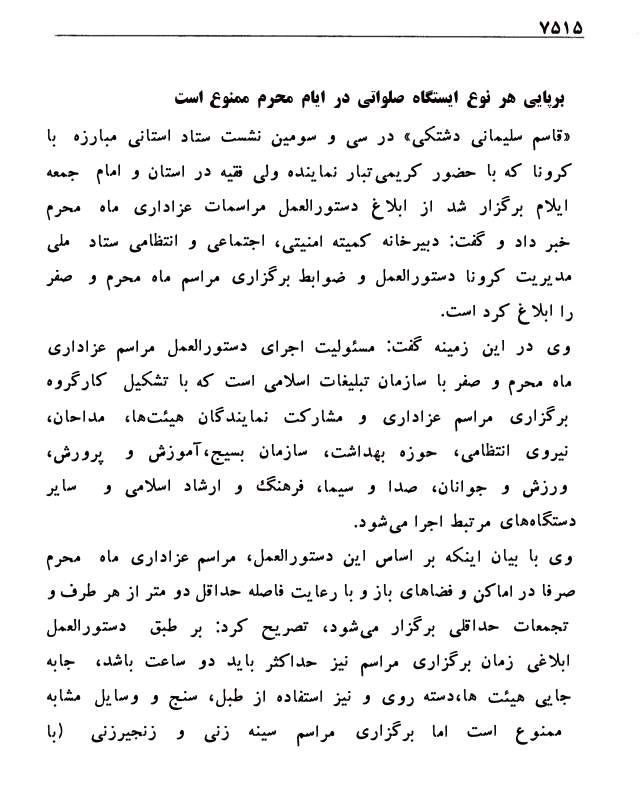 ۷۵۱۵
برپایی هر نوع ایستگاه صلواتی در ایام محرم ممنوع است
«قاسم سلیمانی دشتکی» در سی و سومین نشست ستاد استانی مبارزه با
کرونا که با حضور کریمی‌تبار نماینده ولی فقیه در استان و امام جمعه
ایلام برگزار شد از ابلاغ دستورالعمل مراسمات عزاداری ماه محرم
خبر داد و گفت: دبیرخانه کمیته امنیتی، اجتماعی و انتظامی ستاد ملی
مدیریت کرونا دستورالعمل و ضوابط برگزاری مراسم ماه محرم و صفر
را ابلاغ کرد است.
وی در این زمینه گفت: مسئولیت اجرای دستورالعمل مراسم عزاداری
ماه محرم و صفر با سازمان تبلیغات اسلامی است که با تشکیل کارگروه
برگزاری مراسم عزاداری و مشارکت نمایندگان هیئت‌ها، مداحان،
نیروی انتظامی، حوزه بهداشت، سازمان بسیج،آموزش و پرورش،
ورزش و جوانان، صدا و سیما، فرهنگ و ارشاد اسلامی و سایر
دستگاه‌های مرتبط اجرا می‌شود.
وی با بیان اینکه بر اساس این دستورالعمل، مراسم عزاداری ماه محرم
صرفا در اماکن و فضاهای باز و با رعایت فاصله حداقل دو متر از هر طرف و
تجمعات حداقلی برگزار می‌شود، تصریح کرد: بر طبق دستورالعمل
ابلاغی زمان برگزاری مراسم نیز حداکثر باید دو ساعت باشد، جابه
جایی هیئت ها،دسته روی و نیز استفاده از طبل، سنج و وسایل مشابه
ممنوع است اما برگزاری مراسم سینه زنی و زنجیرزنی (با